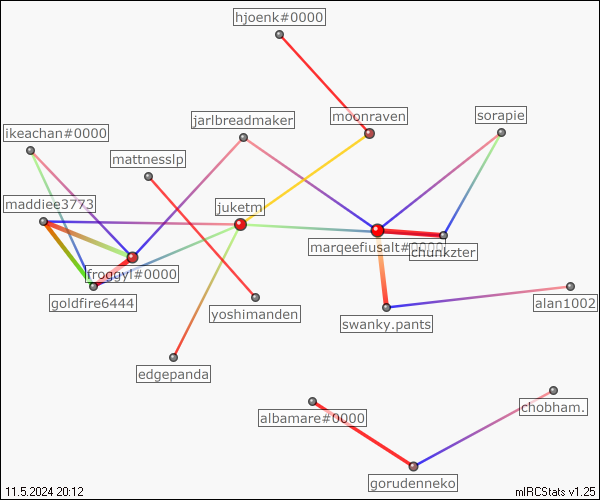 hjoenk#0000
moonraven
jarlbreadmaker
sorapie
ikeachan#0000
mattnesslp
maddiee3773
juketm
marqeefiusalt#0000
chunkzter
froggyl#0000
goldfire6444
yoshimanden
swanky.pants
alan1002
edgepanda
albamare#0000
chobham.
gorudenneko
11.5.2024 20:12
mIRCStats v1.25